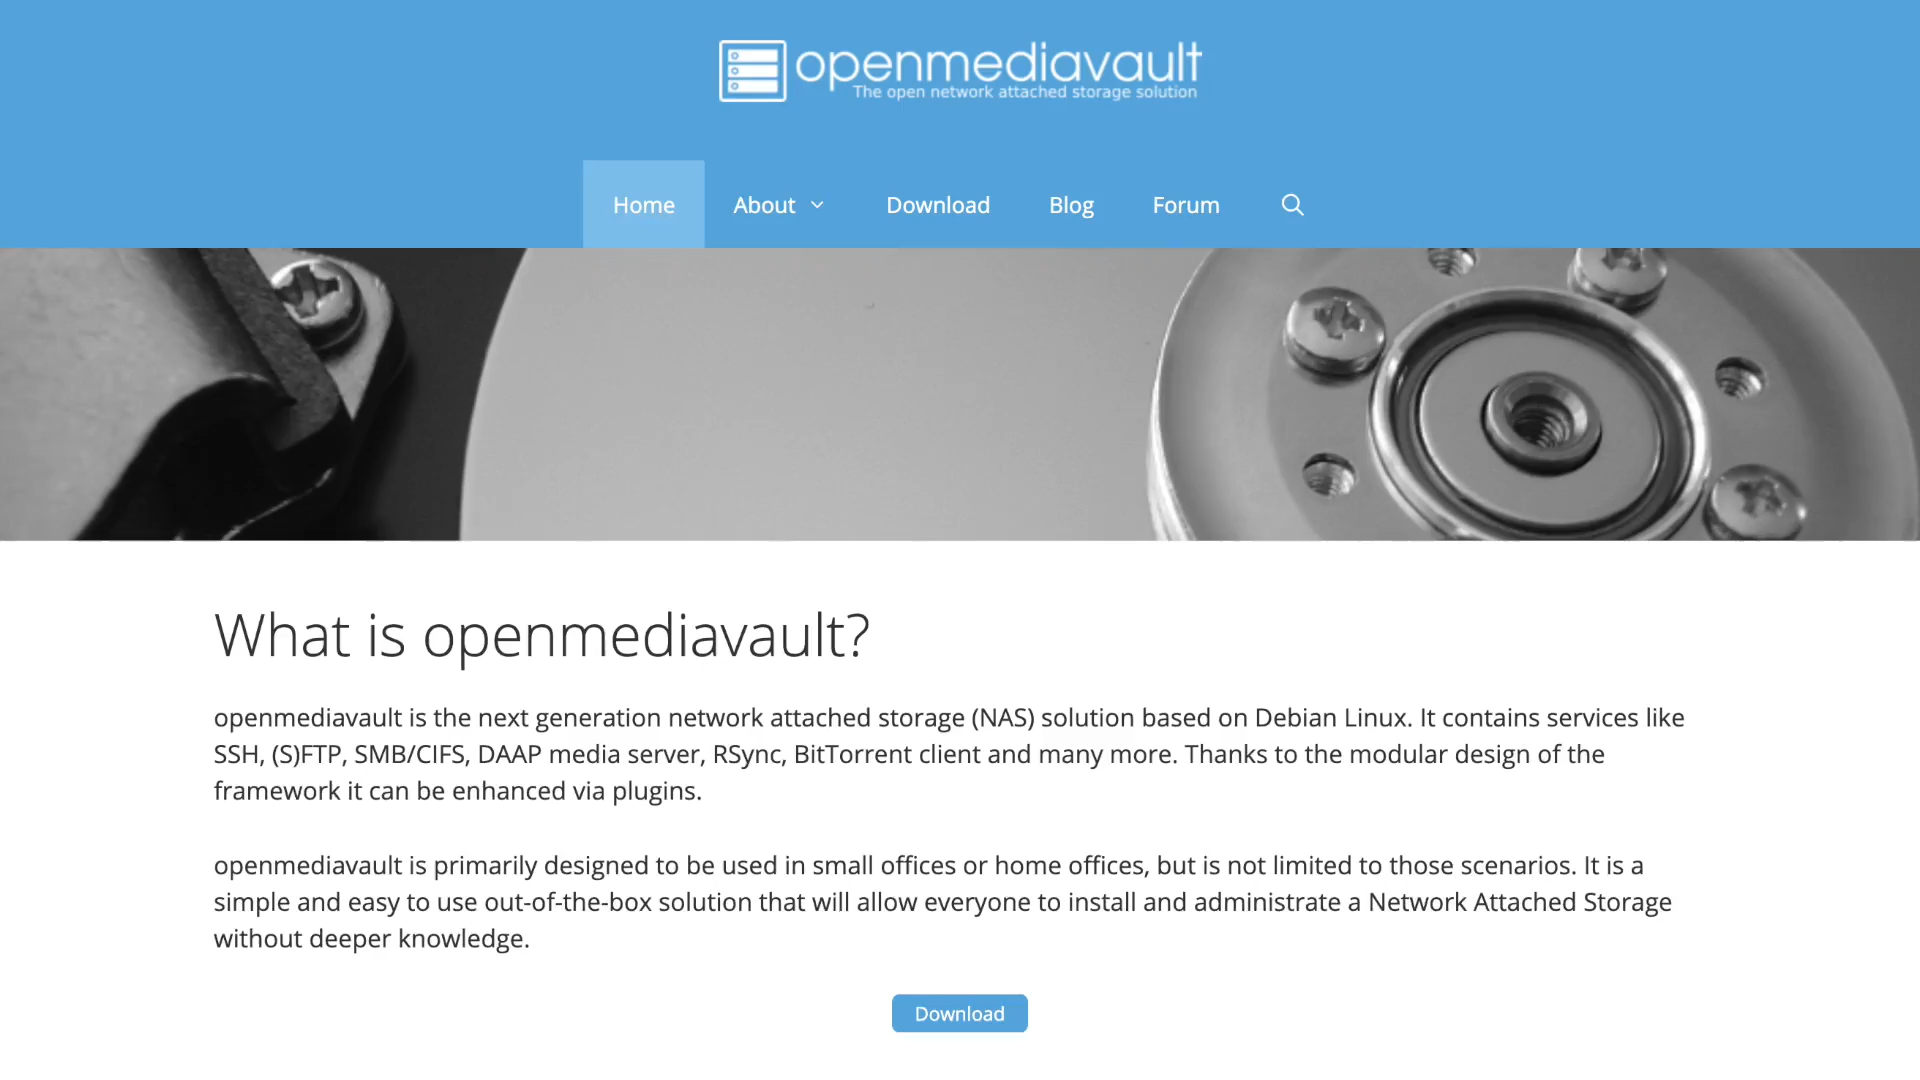 openmediavault
The open network attached storage solution
Home About Download Blog Forum
What is openmediavault?
openmediavault is the next generation network attached storage (NAS) solution based on Debian Linux. It contains services like
SSH, (S)FTP, SMB/CIFS, DAAP media server, RSync, BitTorrent client and many more. Thanks to the modular design of the
framework it can be enhanced via plugins.
openmediavault is primarily designed to be used in small offices or home offices, but is not limited to those scenarios. It is a
simple and easy to use out-of-the-box solution that will allow everyone to install and administrate a Network Attached Storage
without deeper knowledge.
Download